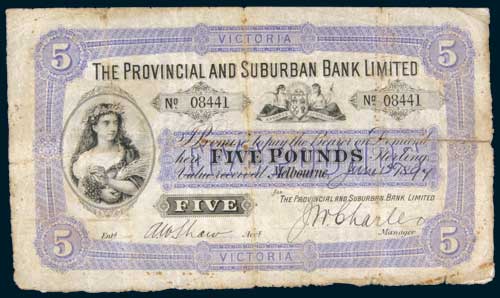 VICTORIA
5 5
THE PROVINCIAL AND SUBURBAN BANK LIMITED
No 08441 No 08441
I Promise to pay the Bearer on Demand
here FIVE POUNDS Sterling
Value received Melbourne
for
THE PROVINCIAL AND SUBURBAN BANK LIMITED
FIVE
Entd Acct Manager
5 5
VICTORIA